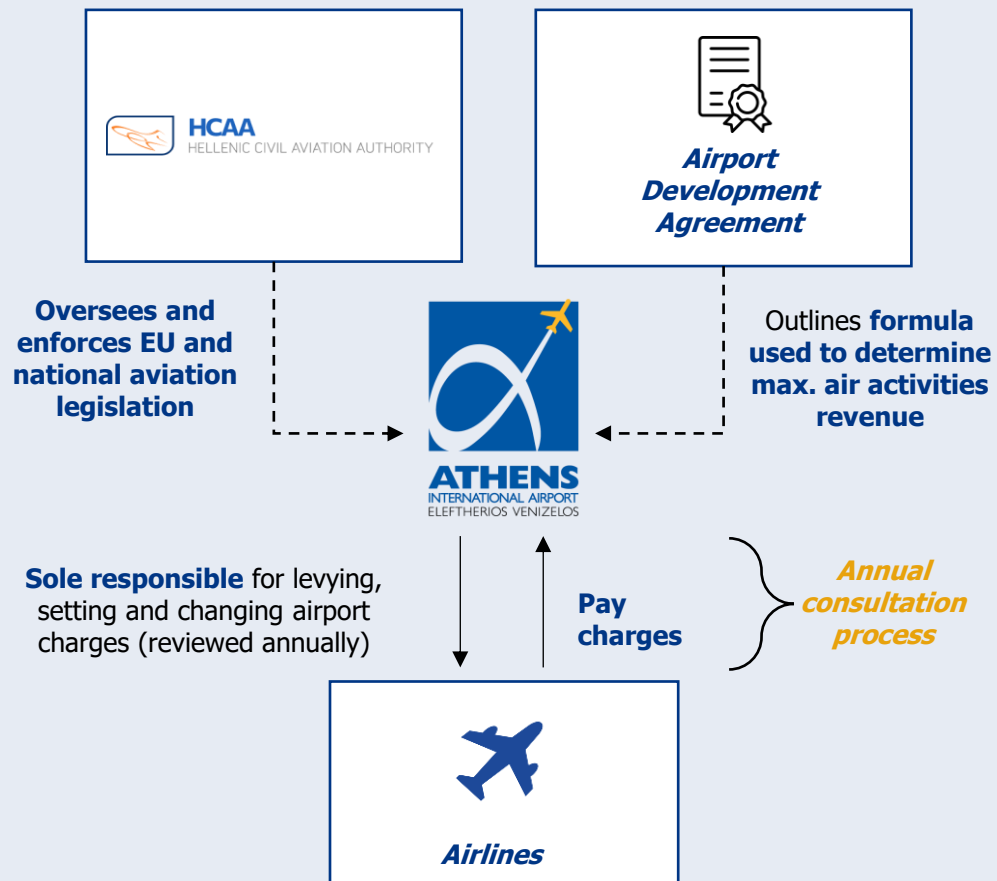 HCAA
HELLENIC CIVIL AVIATION AUTHORITY
Airport
Development
Agreement
Oversees and
enforces EU and
national aviation
legislation
Outlines formula
used to determine
max. air activities
revenue
ATHENS
INTERNATIONAL AIRPORT
ELEFTHERIOS VENIZELOS
Sole responsible for levying,
setting and changing airport
charges (reviewed annually)
Pay
charges
Annual
consultation
process
Airlines